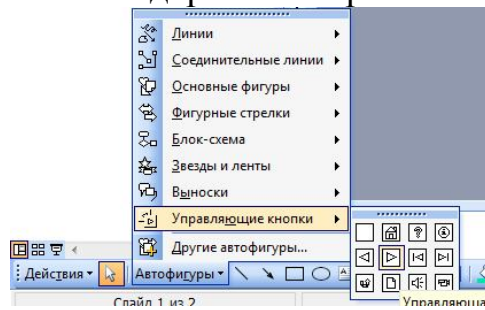 Линии
Соединительные линии
Основные фигуры
Фигурные стрелки
Блок-схема
Звезды и ленты
Выноски
Управляющие кнопки
Другие автофигуры...
Действия
Автофигуры
Слайд 1 из 2
Управляюща